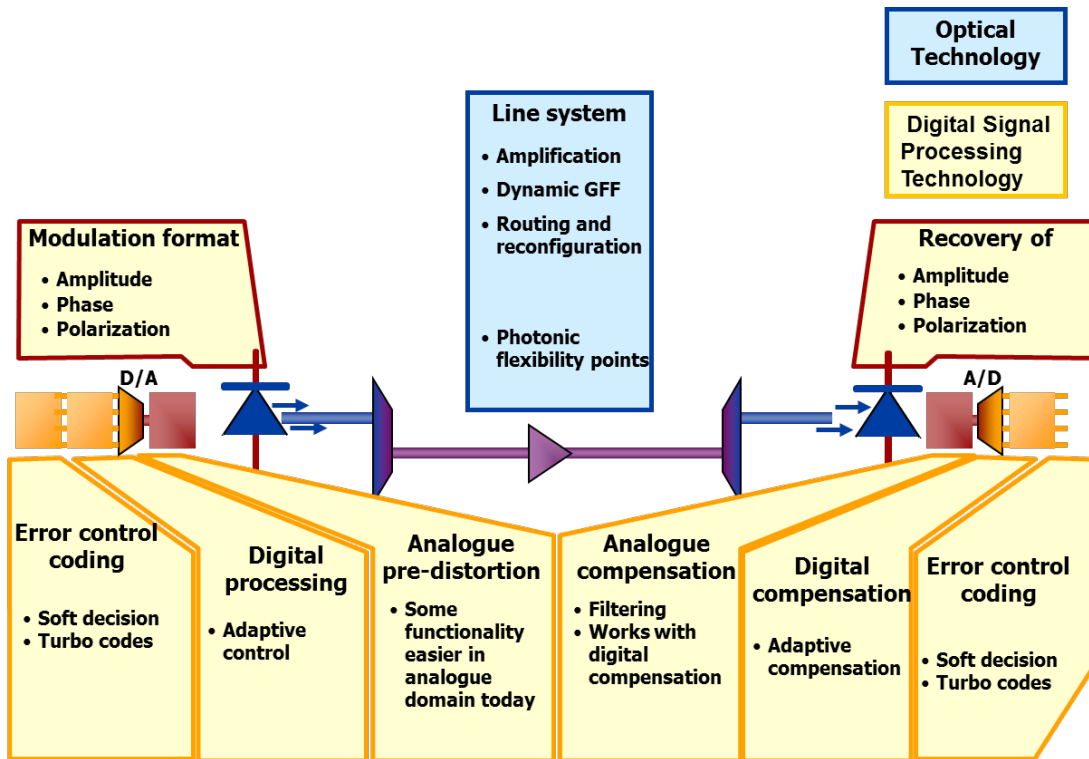 Optical
Technology
Digital Signal
Processing
Technology
Line system
• Amplification
• Dynamic GFF
• Routing and
reconfiguration
• Photonic
flexibility points
Modulation format
• Amplitude
• Phase
• Polarization
Recovery of
• Amplitude
• Phase
• Polarization
D/A
A/D
Error control
coding
• Soft decision
• Turbo codes
Digital
processing
• Adaptive
control
Analogue
pre-distortion
• Some
functionality
easier in
analogue
domain today
Analogue
compensation
• Filtering
• Works with
digital
compensation
Digital
compensation
• Adaptive
compensation
Error control
coding
• Soft decision
• Turbo codes